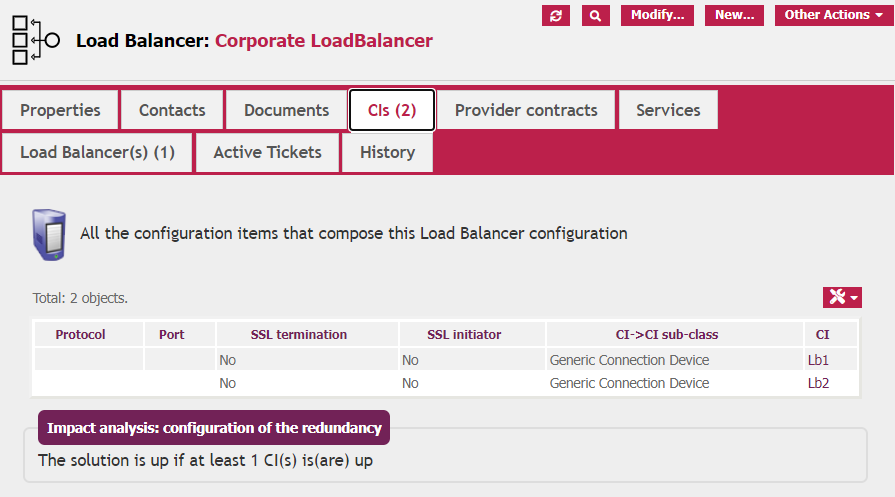 Load Balancer: Corporate LoadBalancer
Modify... New... Other Actions
Properties Contacts Documents CIs (2) Provider contracts Services
Load Balancer(s) (1) Active Tickets History
All the configuration items that compose this Load Balancer configuration
Total: 2 objects.
Protocol Port SSL termination SSL initiator CI->CI sub-class CI
No No Generic Connection Device Lb1
No No Generic Connection Device Lb2
Impact analysis: configuration of the redundancy
The solution is up if at least 1 CI(s) is(are) up